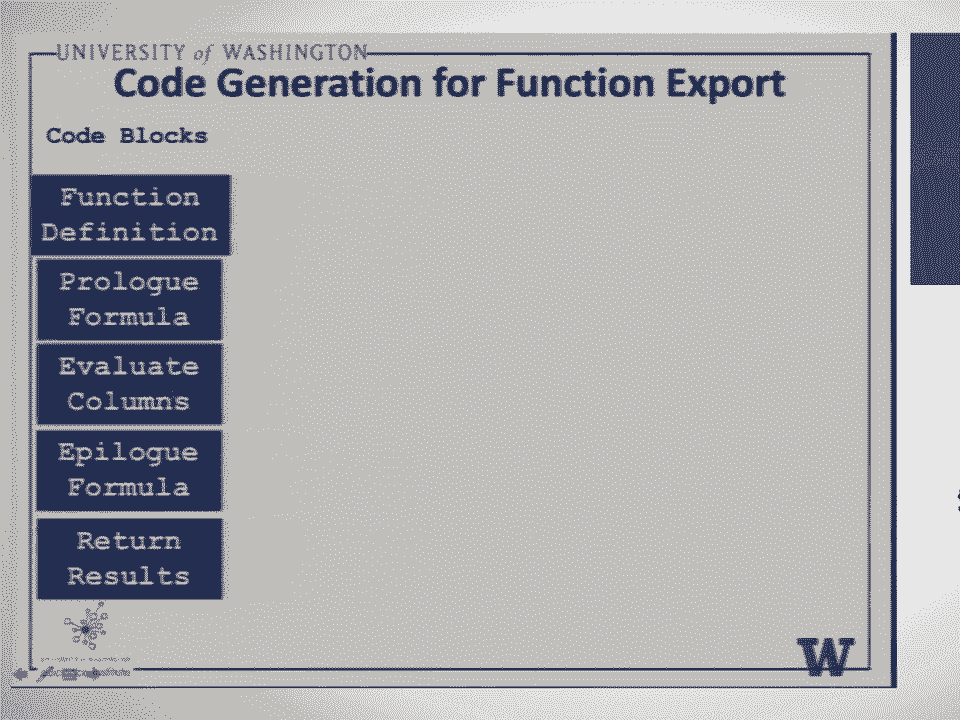 UNIVERSITY of WASHINGTON
Code Generation for Function Export
Code Blocks
Function
Definition
Prologue
Formula
Evaluate
Columns
Epilogue
Formula
Return
Results
W